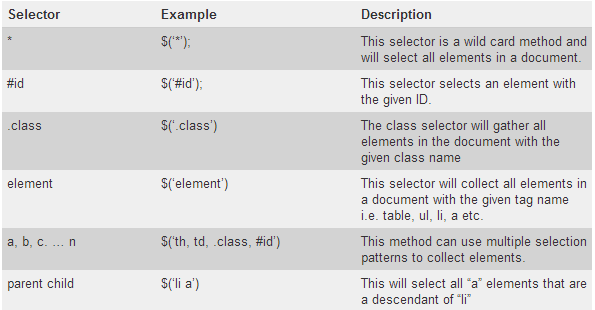 Selector Example Description
* $(‘*’); This selector is a wild card method and
will select all elements in a document.
#id $(‘#id’); This selector selects an element with
the given ID.
.class $(‘.class’) The class selector will gather all
elements in the document with the
given class name
element $(‘element’) This selector will collect all elements in
a document with the given tag name
i.e. table, ul, li, a etc.
a, b, c. … n $(‘th, td, .class, #id’) This method can use multiple selection
patterns to collect elements.
parent child $(‘li a’) This will select all “a” elements that are
a descendant of “li”